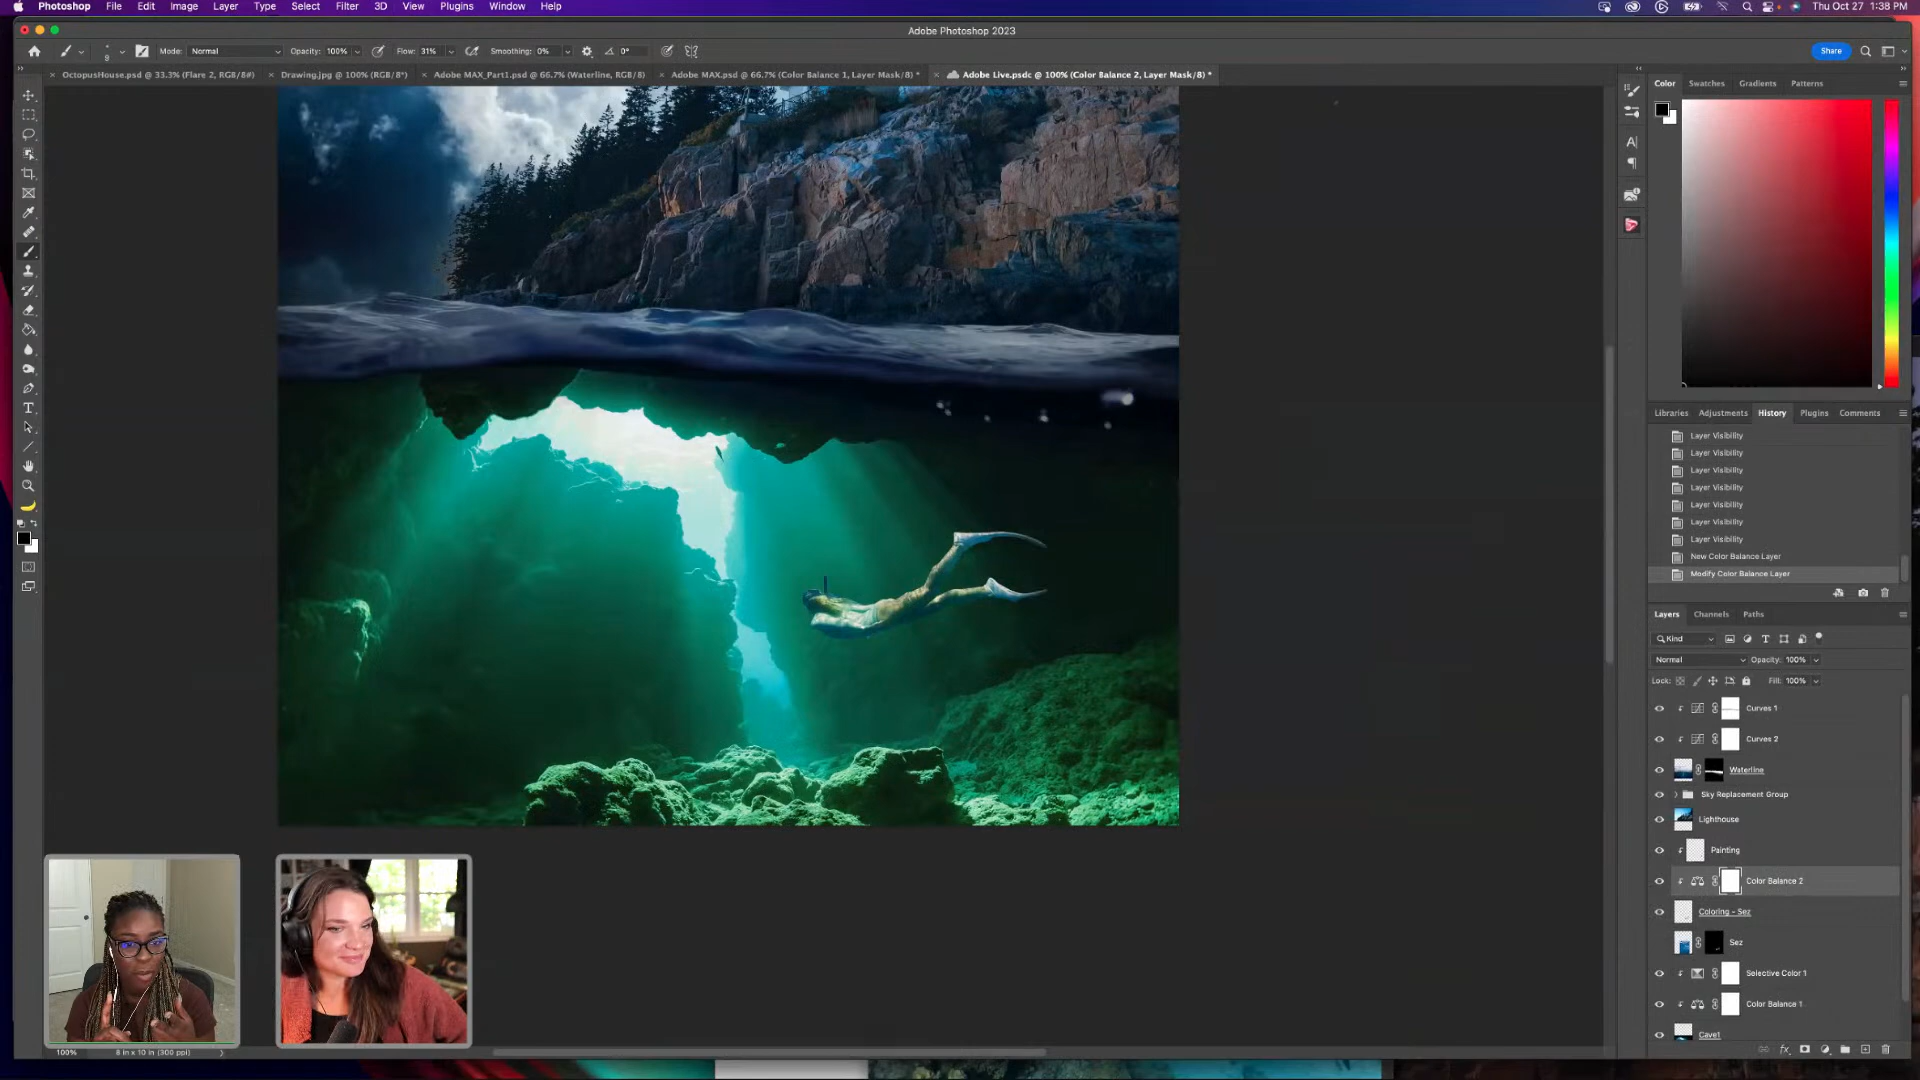 Photoshop File Edit Image Layer Type Select Filter 3D View Plugins Window Help Thu Oct 27 1:38 PM
Adobe Photoshop 2023
Mode: Normal Opacity: 100% Flow: 31% Smoothing: 0% 0° Share
OctopusHouse.psd @ 33.3% (Flare 2, RGB/8#) Drawing.jpg @ 100% (RGB/8*) Adobe MAX_Part1.psd @ 66.7% (Waterline, RGB/8) Adobe MAX.psd @ 66.7% (Color Balance 1, Layer Mask/8) * Adobe Live.psdc @ 100% (Color Balance 2, Layer Mask/8) *
Color Swatches Gradients Patterns
Libraries Adjustments History Plugins Comments
Layer Visibility
Layer Visibility
Layer Visibility
Layer Visibility
Layer Visibility
Layer Visibility
Layer Visibility
New Color Balance Layer
Modify Color Balance Layer
Layers Channels Paths
Kind
Normal Opacity: 100%
Lock: Fill: 100%
Curves 1
Curves 2
Waterline
Sky Replacement Group
Lighthouse
Painting
Color Balance 2
Coloring - Sez
Sez
Selective Color 1
Color Balance 1
Cave1
100% 8 in x 10 in (300 ppi)